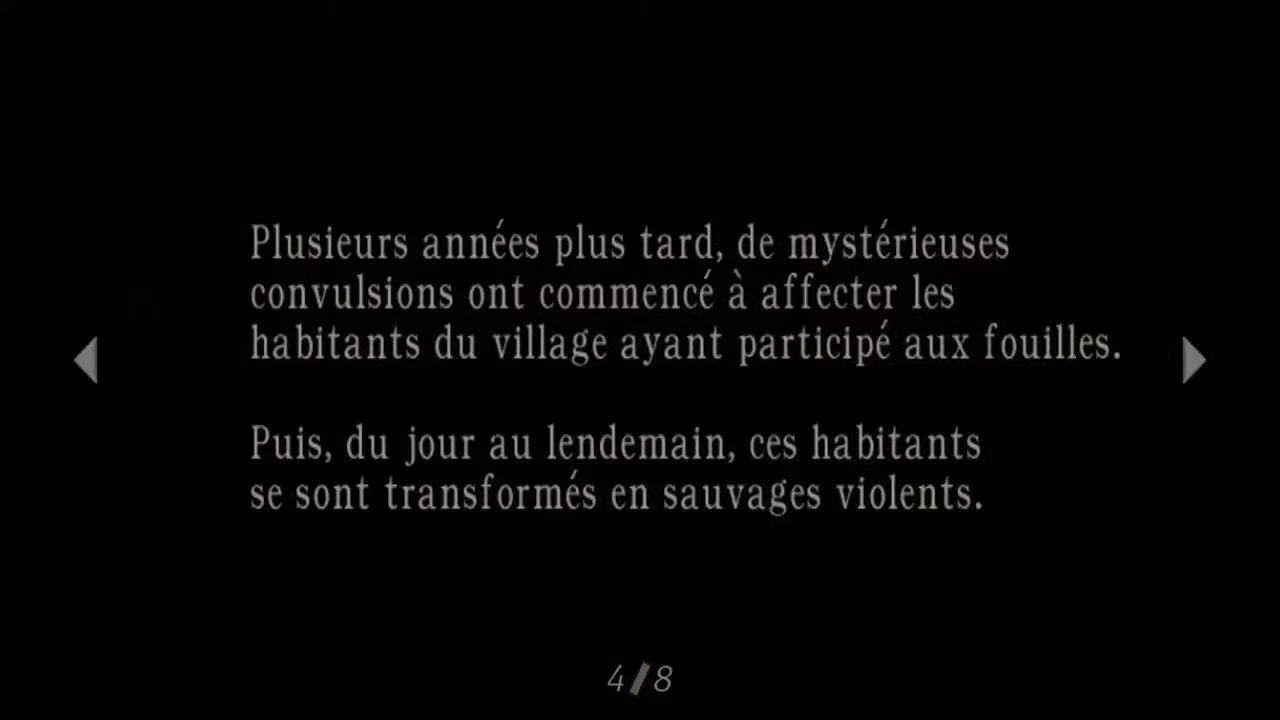 Plusieurs années plus tard, de mystérieuses
convulsions ont commencé à affecter les
habitants du village ayant participé aux fouilles.
Puis, du jour au lendemain, ces habitants
se sont transformés en sauvages violents.
4/8